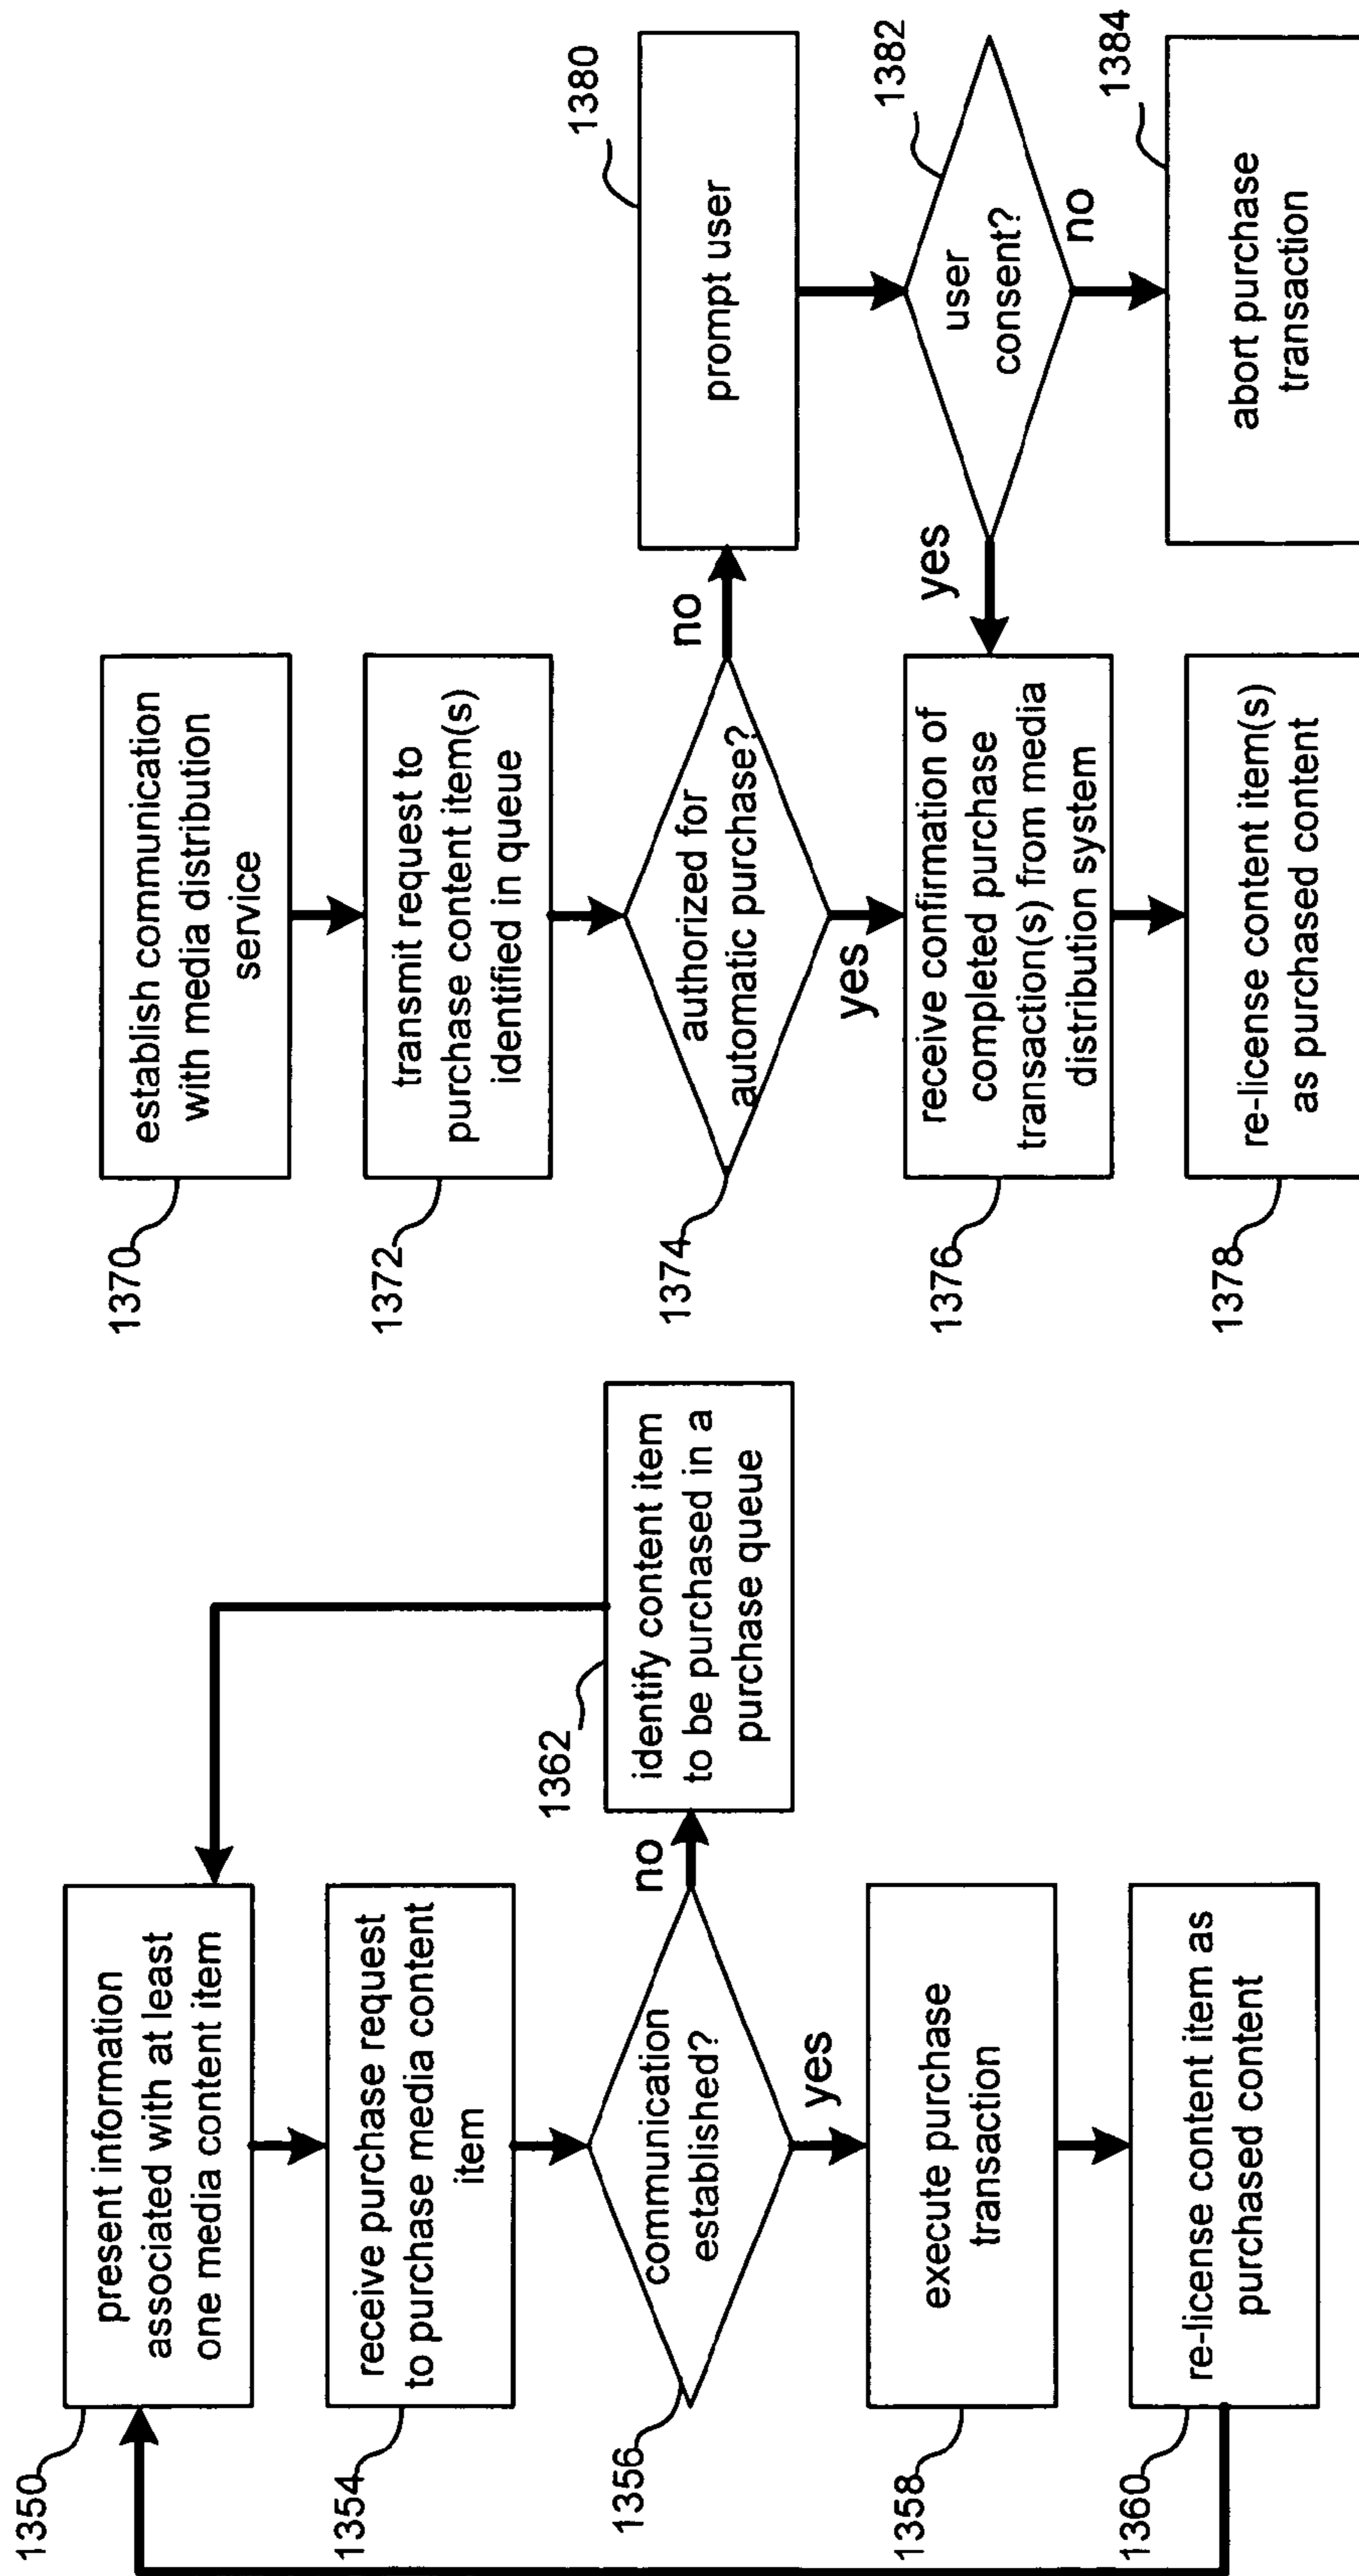 1350
present information
associated with at least
one media content item
1354
receive purchase request
to purchase media content
item
1356
communication
established?
no
yes
1362
identify content item
to be purchased in a
purchase queue
1358
execute purchase
transaction
1360
re-license content item as
purchased content
1370
establish communication
with media distribution
service
1372
transmit request to
purchase content item(s)
identified in queue
1374
authorized for
automatic purchase?
no
yes
1380
prompt user
1382
user
consent?
yes
no
1384
abort purchase
transaction
1376
receive confirmation of
completed purchase
transaction(s) from media
distribution system
1378
re-license content item(s)
as purchased content